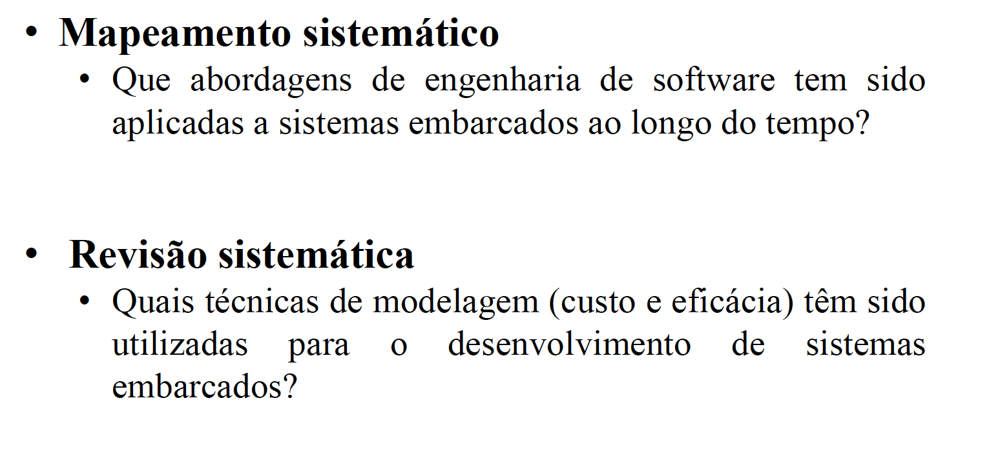 • Mapeamento sistemático
• Que abordagens de engenharia de software tem sido
aplicadas a sistemas embarcados ao longo do tempo?
• Revisão sistemática
• Quais técnicas de modelagem (custo e eficácia) têm sido
utilizadas para o desenvolvimento de sistemas
embarcados?